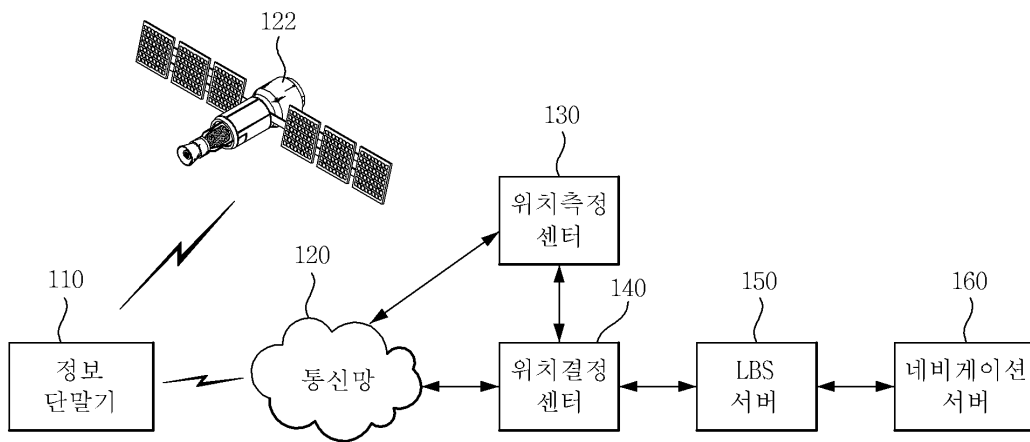 122
130
위치측정
센터
110
120
140
150
160
정보
단말기
통신망
위치결정
센터
LBS
서버
네비게이션
서버